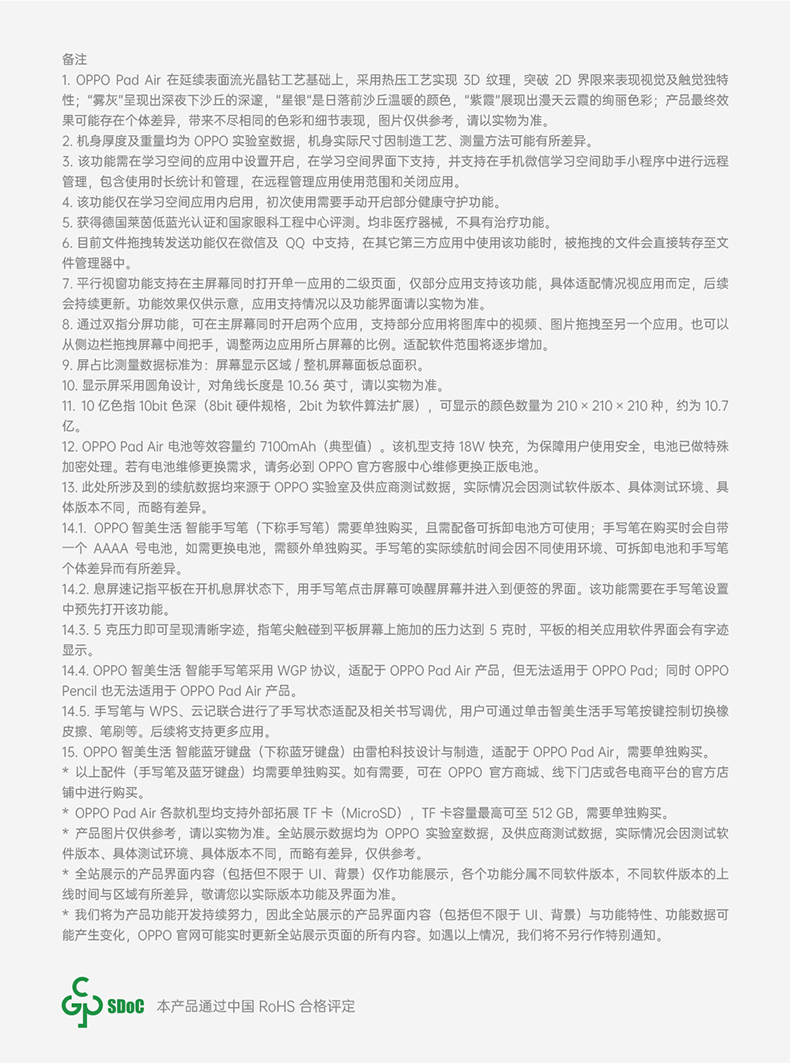 备注
1. OPPO Pad Air 在延续表面流光晶钻工艺基础上，采用热压工艺实现 3D 纹理，突破 2D 界限来表现视觉及触觉独特
性；“雾灰”呈现出深夜下沙丘的深邃，“星银”是日落前沙丘温暖的颜色，“紫霞”展现出漫天云霞的绚丽色彩；产品最终效
果可能存在个体差异，带来不尽相同的色彩和细节表现，图片仅供参考，请以实物为准。
2. 机身厚度及重量均为 OPPO 实验室数据，机身实际尺寸因制造工艺、测量方法可能有所差异。
3. 该功能需在学习空间的应用中设置开启，在学习空间界面下支持，并支持在手机微信学习空间助手小程序中进行远程
管理，包含使用时长统计和管理，在远程管理应用使用范围和关闭应用。
4. 该功能仅在学习空间应用内启用，初次使用需要手动开启部分健康守护功能。
5. 获得德国莱茵低蓝光认证和国家眼科工程中心评测。均非医疗器械，不具有治疗功能。
6. 目前文件拖拽转发送功能仅在微信及 QQ 中支持，在其它第三方应用中使用该功能时，被拖拽的文件会直接转存至文
件管理器中。
7. 平行视窗功能支持在主屏幕同时打开单一应用的二级页面，仅部分应用支持该功能，具体适配情况视应用而定，后续
会持续更新。功能效果仅供示意，应用支持情况以及功能界面请以实物为准。
8. 通过双指分屏功能，可在主屏幕同时开启两个应用，支持部分应用将图库中的视频、图片拖拽至另一个应用。也可以
从侧边栏拖拽屏幕中间把手，调整两边应用所占屏幕的比例。适配软件范围将逐步增加。
9. 屏占比测量数据标准为：屏幕显示区域 / 整机屏幕面板总面积。
10. 显示屏采用圆角设计，对角线长度是 10.36 英寸，请以实物为准。
11. 10 亿色指 10bit 色深（8bit 硬件规格，2bit 为软件算法扩展），可显示的颜色数量为 210 × 210 × 210 种，约为 10.7
亿。
12. OPPO Pad Air 电池等效容量约 7100mAh（典型值）。该机型支持 18W 快充，为保障用户使用安全，电池已做特殊
加密处理。若有电池维修更换需求，请务必到 OPPO 官方客服中心维修更换正版电池。
13. 此处所涉及到的续航数据均来源于 OPPO 实验室及供应商测试数据，实际情况会因测试软件版本、具体测试环境、具
体版本不同，而略有差异。
14.1. OPPO 智美生活 智能手写笔（下称手写笔）需要单独购买，且需配备可拆卸电池方可使用；手写笔在购买时会自带
一个 AAAA 号电池，如需更换电池，需额外单独购买。手写笔的实际续航时间会因不同使用环境、可拆卸电池和手写笔
个体差异而有所差异。
14.2. 息屏速记指平板在开机息屏状态下，用手写笔点击屏幕可唤醒屏幕并进入到便签的界面。该功能需要在手写笔设置
中预先打开该功能。
14.3. 5 克压力即可呈现清晰字迹，指笔尖触碰到平板屏幕上施加的压力达到 5 克时，平板的相关应用软件界面会有字迹
显示。
14.4. OPPO 智美生活 智能手写笔采用 WGP 协议，适配于 OPPO Pad Air 产品，但无法适用于 OPPO Pad；同时 OPPO
Pencil 也无法适用于 OPPO Pad Air 产品。
14.5. 手写笔与 WPS、云记联合进行了手写状态适配及相关书写调优，用户可通过单击智美生活手写笔按键控制切换橡
皮擦、笔刷等。后续将支持更多应用。
15. OPPO 智美生活 智能蓝牙键盘（下称蓝牙键盘）由雷柏科技设计与制造，适配于 OPPO Pad Air，需要单独购买。
* 以上配件（手写笔及蓝牙键盘）均需要单独购买。如有需要，可在 OPPO 官方商城、线下门店或各电商平台的官方店
铺中进行购买。
* OPPO Pad Air 各款机型均支持外部拓展 TF 卡（MicroSD），TF 卡容量最高可至 512 GB，需要单独购买。
* 产品图片仅供参考，请以实物为准。全站展示数据均为 OPPO 实验室数据，及供应商测试数据，实际情况会因测试软
件版本、具体测试环境、具体版本不同，而略有差异，仅供参考。
* 全站展示的产品界面内容（包括但不限于 UI、背景）仅作功能展示，各个功能分属不同软件版本，不同软件版本的上
线时间与区域有所差异，敬请您以实际版本功能及界面为准。
* 我们将为产品功能开发持续努力，因此全站展示的产品界面内容（包括但不限于 UI、背景）与功能特性、功能数据可
能产生变化，OPPO 官网可能实时更新全站展示页面的所有内容。如遇以上情况，我们将不另行作特别通知。
CGP SDoC 本产品通过中国 RoHS 合格评定